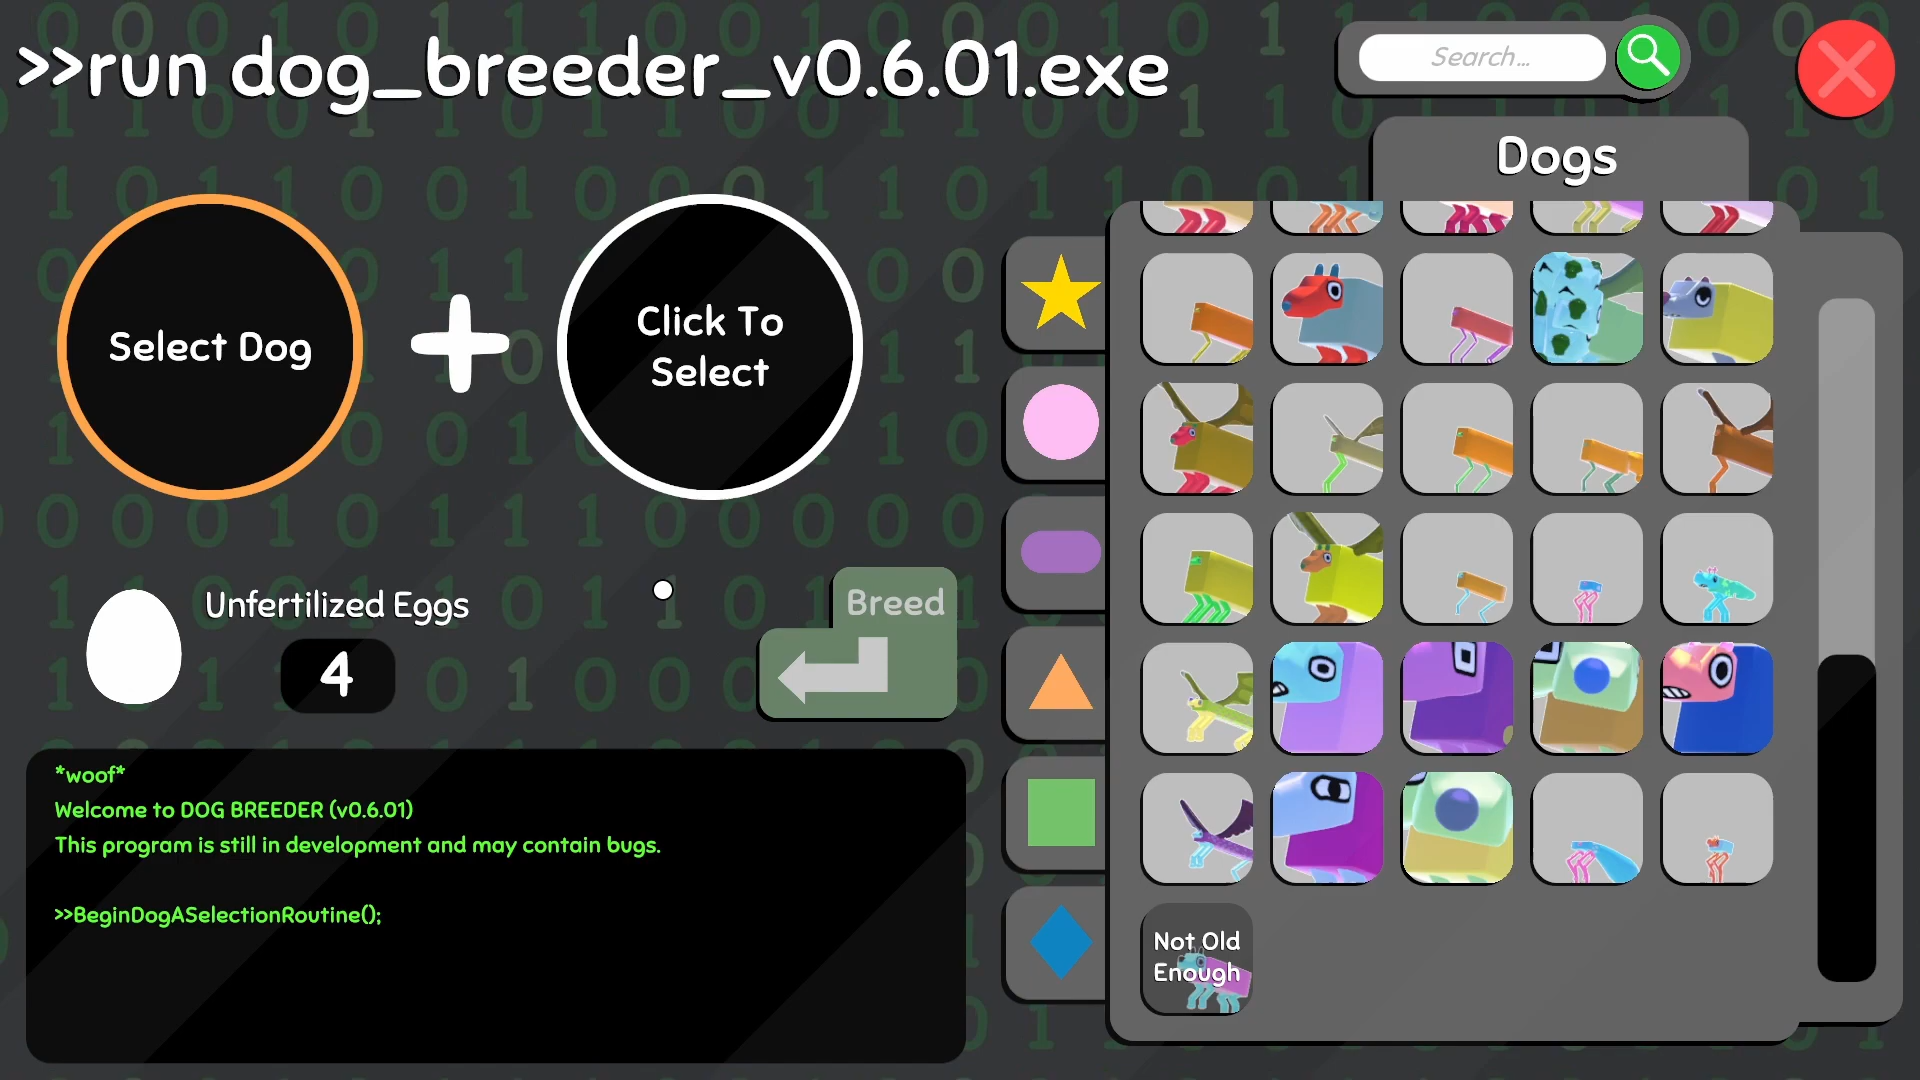 >>run dog_breeder_v0.6.01.exe
Search...
Dogs
Select Dog
Click To
Select
Unfertilized Eggs
4
Breed
*woof*
Welcome to DOG BREEDER (v0.6.01)
This program is still in development and may contain bugs.
>>BeginDogASelectionRoutine();
Not Old
Enough